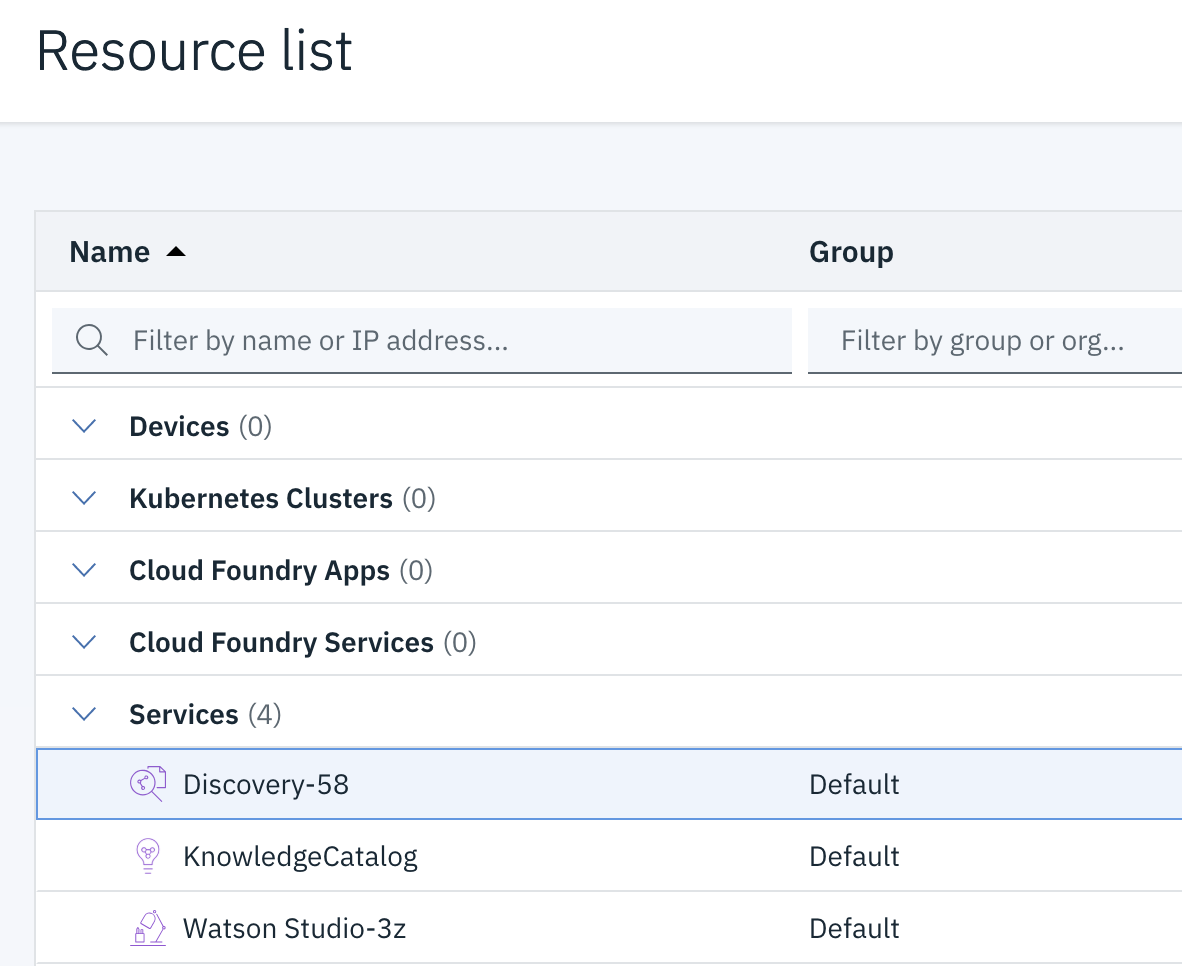 Resource list
Name Group
Filter by name or IP address... Filter by group or org...
Devices (0)
Kubernetes Clusters (0)
Cloud Foundry Apps (0)
Cloud Foundry Services (0)
Services (4)
Discovery-58 Default
KnowledgeCatalog Default
Watson Studio-3z Default